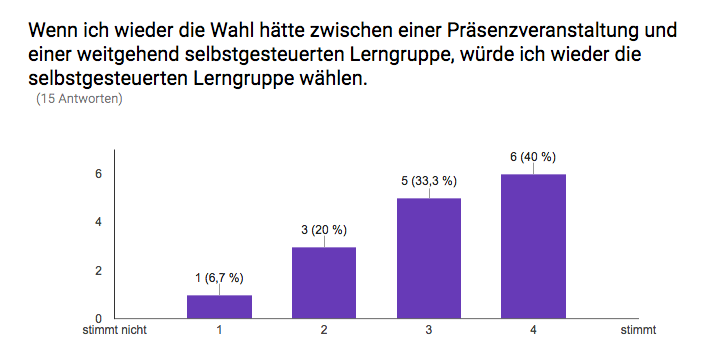 Wenn ich wieder die Wahl hätte zwischen einer Präsenzveranstaltung und
einer weitgehend selbstgesteuerten Lerngruppe, würde ich wieder die
selbstgesteuerten Lerngruppe wählen.
(15 Antworten)
6 (40 %)
5 (33,3 %)
3 (20 %)
1 (6,7 %)
6
4
2
0
stimmt nicht 1 2 3 4 stimmt